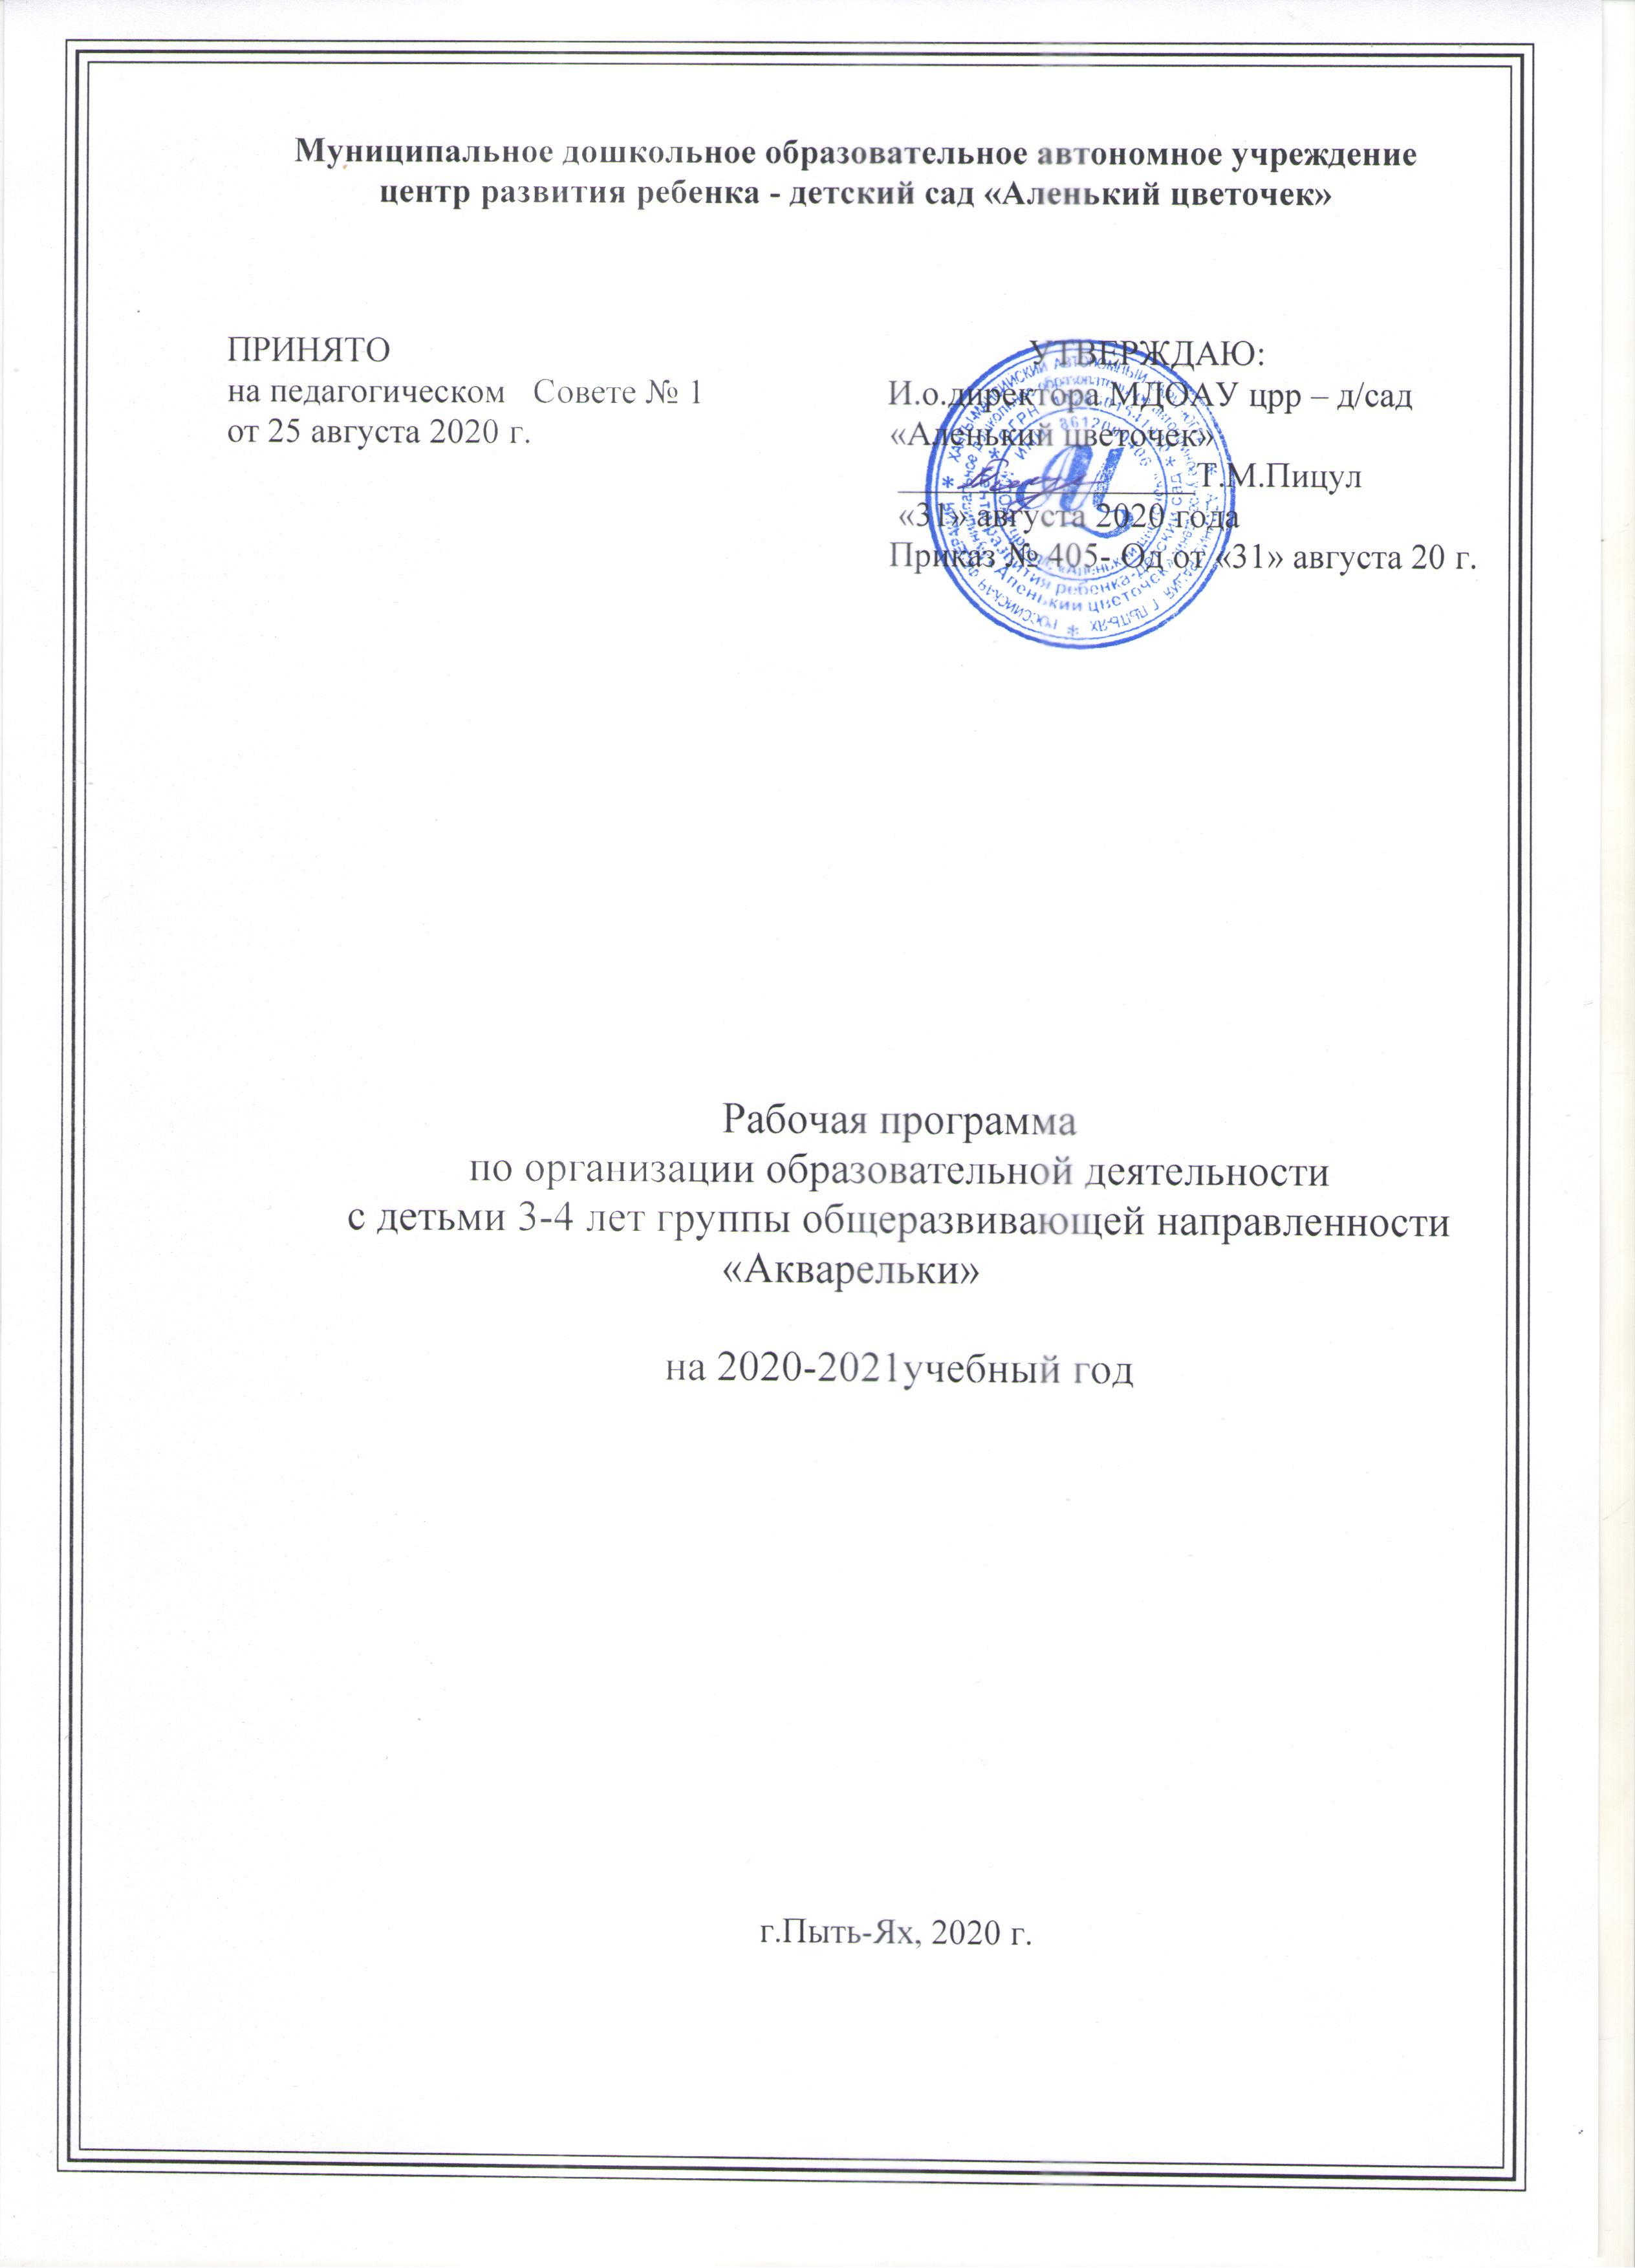 Муниципальное дошкольное образовательное автономное учреждение
центр развития ребенка - детский сад «Аленький цветочек»
ПРИНЯТО
на педагогическом Совете № 1
от 25 августа 2020 г.
УТВЕРЖДАЮ:
И.о.директора МДОАУ црр – д/сад
«Аленький цветочек»
Т.М.Пицул
«31» августа 2020 года
Приказ № 405- Од от «31» августа 20 г.
Рабочая программа
по организации образовательной деятельности
с детьми 3-4 лет группы общеразвивающей направленности
«Акварельки»
на 2020-2021учебный год
г.Пыть-Ях, 2020 г.